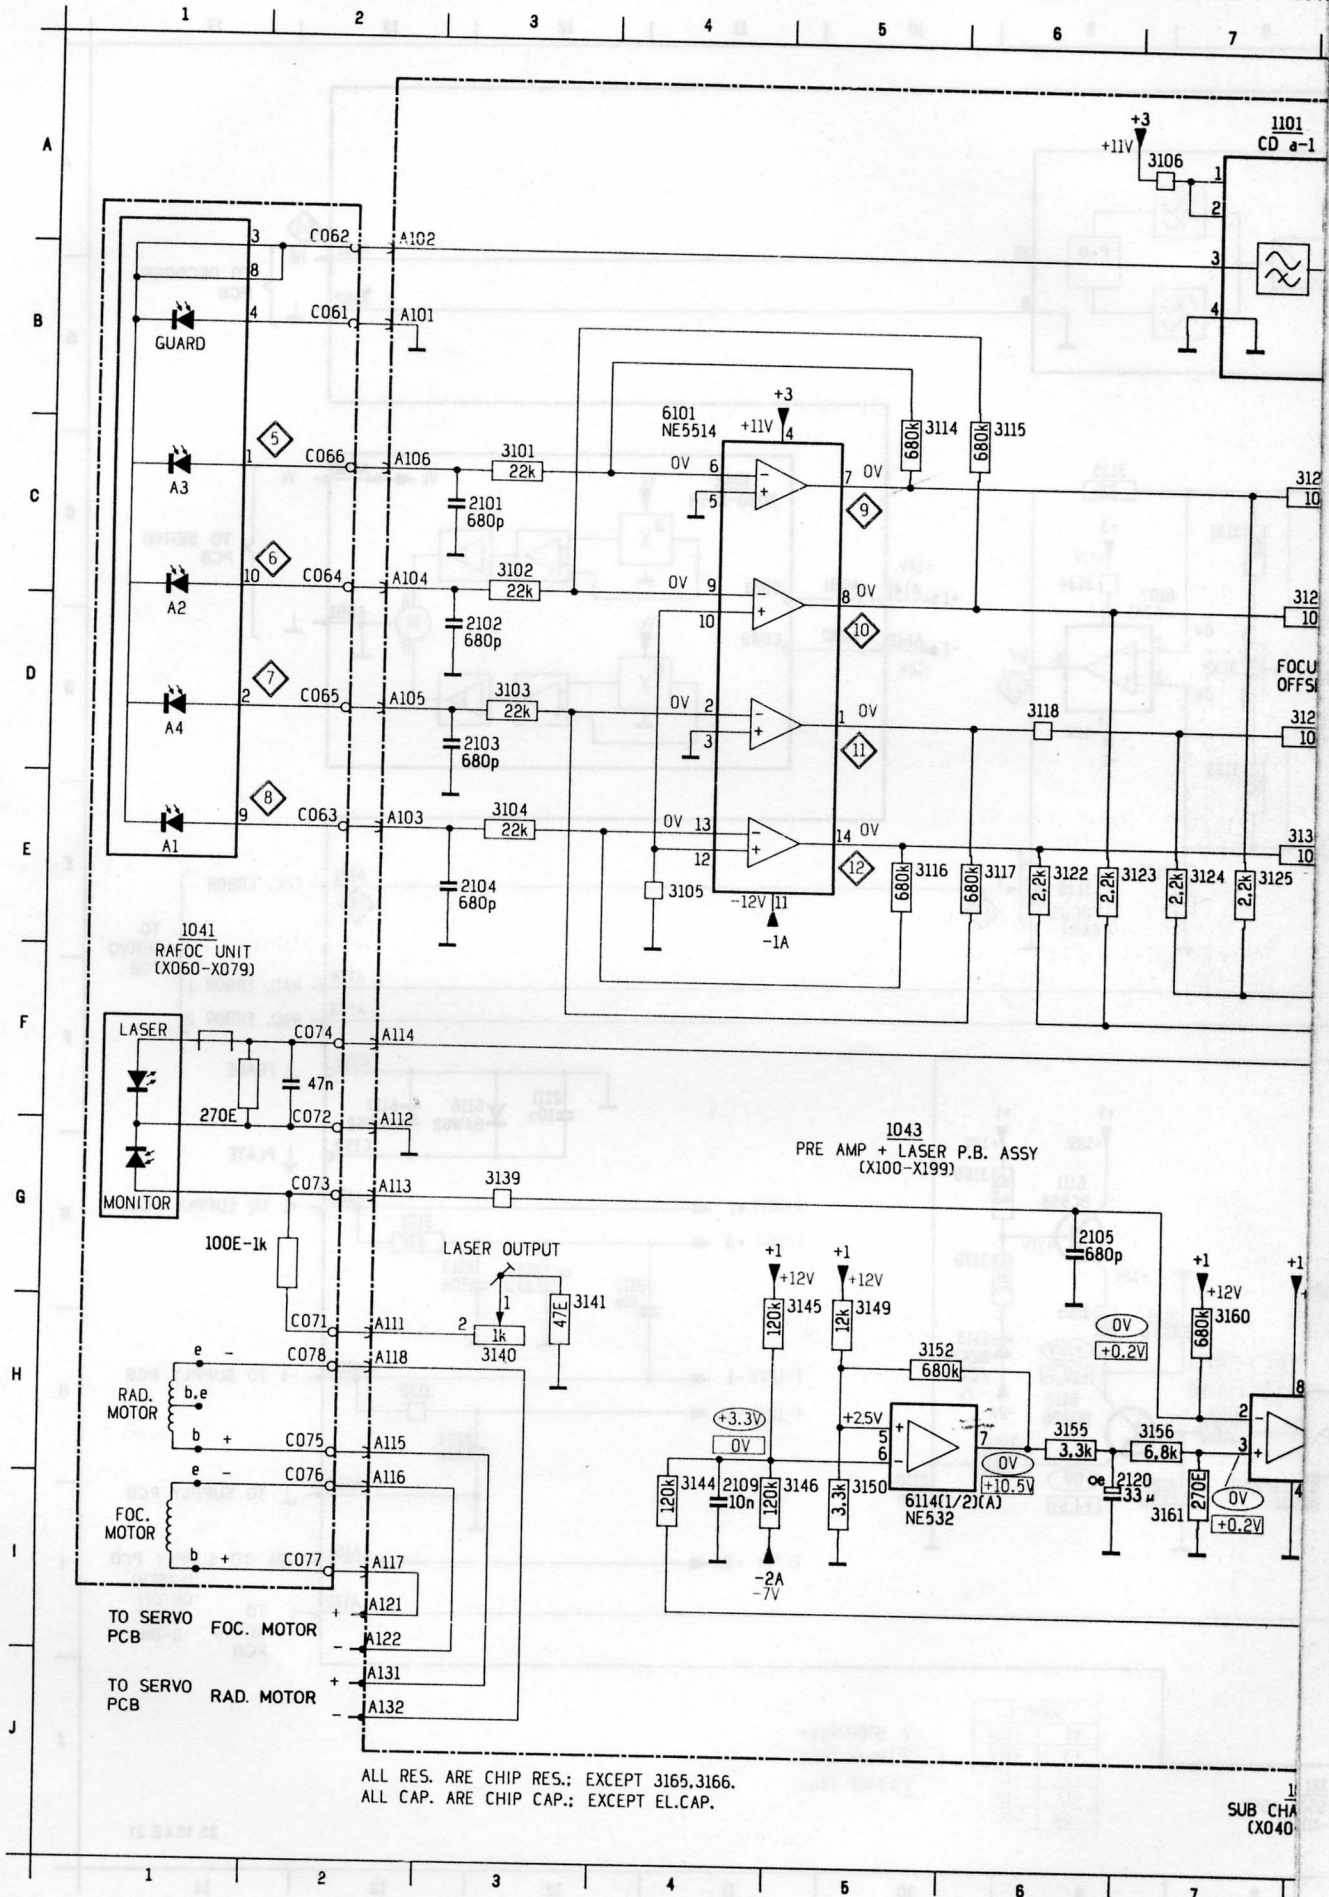 1 2 3 4 5 6 7
A
+3
+11V
3106
1101
CD a-1
1
2
3
4
3
8
4
C062
A102
B
C061
A101
GUARD
6101
NE5514
+3
+11V
4
680k
3114
680k
3115
5
1
C066
A106
3101
22k
0V
6
5
7
0V
9
312
10
C
A3
2101
680p
6
10
C064
A104
3102
22k
0V
9
10
8
0V
10
312
10
A2
2102
680p
D
FOCU
OFFS
7
2
C065
A105
3103
22k
0V
2
3
1
0V
11
3118
312
10
A4
2103
680p
8
9
C063
A103
3104
22k
0V
13
12
14
0V
12
313
10
E
A1
2104
680p
3105
-12V
11
-1A
680k
3116
680k
3117
2,2k
3122
2,2k
3123
2,2k
3124
2,2k
3125
1041
RAFOC UNIT
(X060-X079)
F
LASER
C074
A114
47n
270E
C072
A112
1043
PRE AMP + LASER P.B. ASSY
(X100-X199)
G
MONITOR
C073
A113
3139
100E-1k
LASER OUTPUT
2105
680p
+1
+12V
+1
+12V
+1
+12V
+1
1
C071
A111
2
1k
3140
47E
3141
120k
3145
12k
3149
0V
+0.2V
680k
3160
H
e
-
C078
A118
3152
680k
RAD.
MOTOR
b,e
b
+
C075
A115
+3.3V
0V
+2.5V
5
6
7
0V
+10.5V
3155
3,3k
3156
6,8k
2
3
8
4
e
-
C076
A116
3144
120k
2109
10n
120k
3146
3,3k
3150
6114(1/2)(A)
NE532
oe
2120
33 µ
270E
3161
0V
+0.2V
I
FOC.
MOTOR
b
+
C077
A117
-2A
-7V
TO SERVO
PCB
FOC. MOTOR
+
A121
-
A122
TO SERVO
PCB
RAD. MOTOR
+
A131
-
A132
J
ALL RES. ARE CHIP RES.: EXCEPT 3165,3166.
ALL CAP. ARE CHIP CAP.: EXCEPT EL.CAP.
SUB CHA
(X040-
1 2 3 4 5 6 7